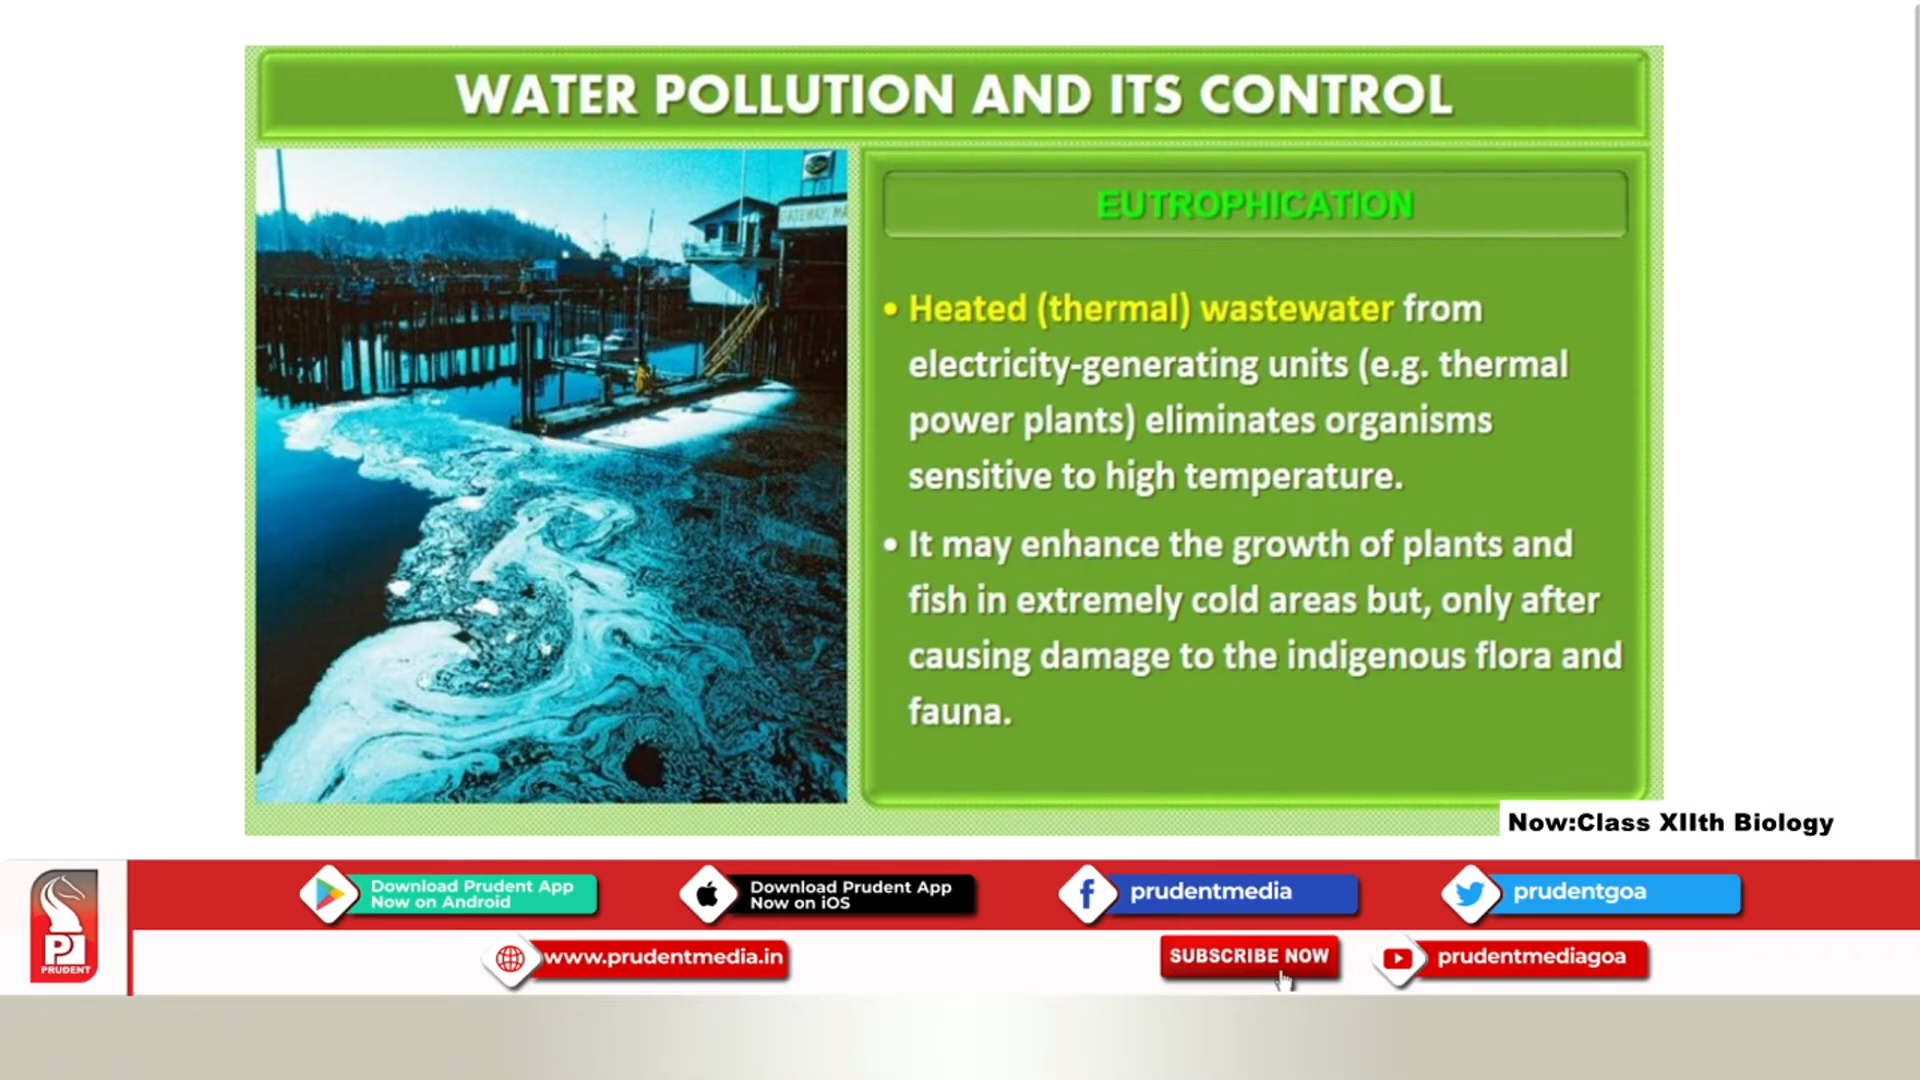 WATER POLLUTION AND ITS CONTROL
EUTROPHICATION
• Heated (thermal) wastewater from
electricity-generating units (e.g. thermal
power plants) eliminates organisms
sensitive to high temperature.
• It may enhance the growth of plants and
fish in extremely cold areas but, only after
causing damage to the indigenous flora and
fauna.
Now:Class XIIth Biology
Download Prudent App
Now on Android
Download Prudent App
Now on iOS
prudentmedia
prudentgoa
PRUDENT
www.prudentmedia.in
SUBSCRIBE NOW
prudentmediagoa